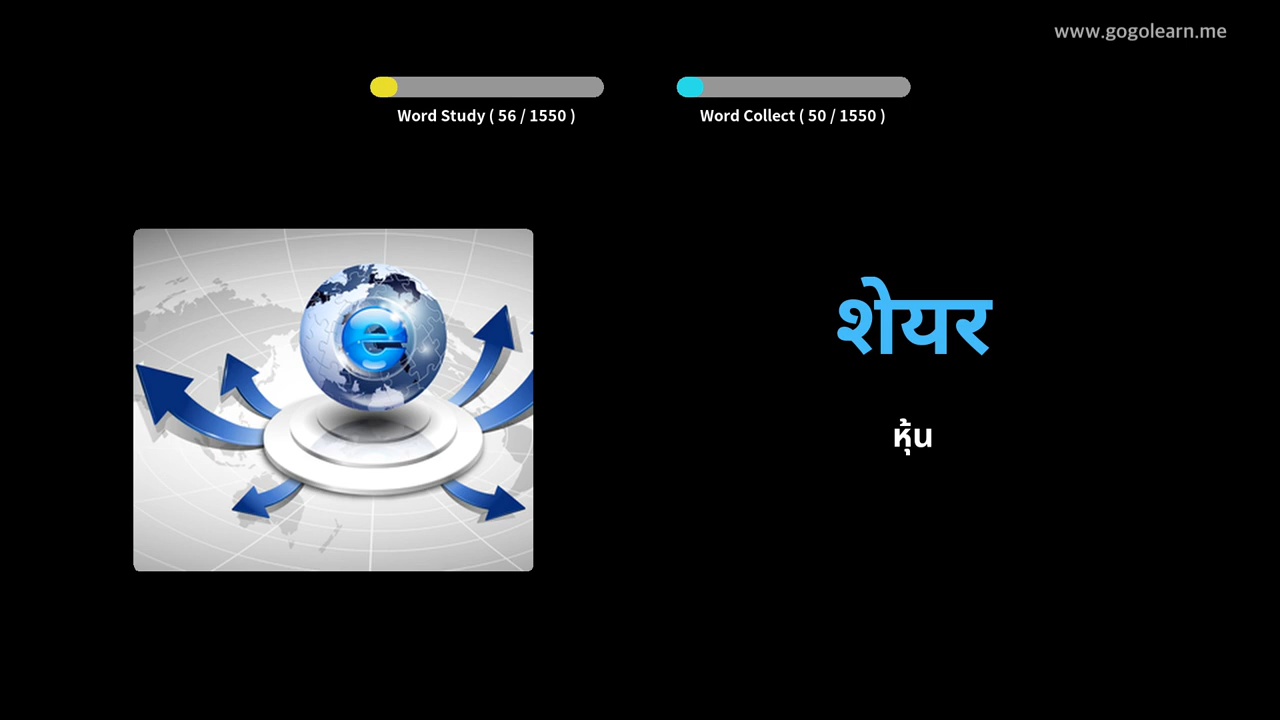 www.gogolearn.me
Word Study ( 56 / 1550 )
Word Collect ( 50 / 1550 )
e
शेयर
หุ้น